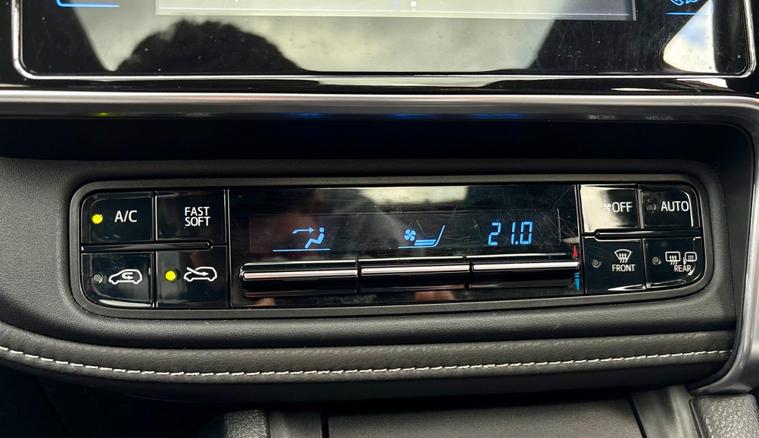 A/C
FAST
SOFT
21.0
OFF
AUTO
FRONT
REAR